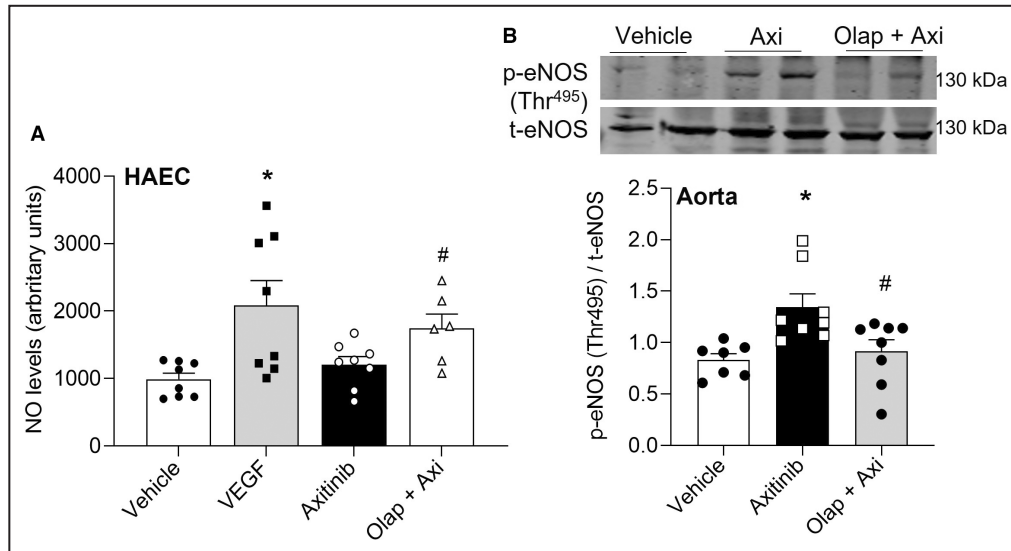 B
Vehicle Axi Olap + Axi
p-eNOS
(Thr495)
130 kDa
t-eNOS
130 kDa
A
HAEC
NO levels (arbritary units)
4000
3000
2000
1000
0
*
#
Vehicle
VEGF
Axitinib
Olap + Axi
Aorta
p-eNOS (Thr495) / t-eNOS
2.5
2.0
1.5
1.0
0.5
0.0
*
#
Vehicle
Axitinib
Olap + Axi